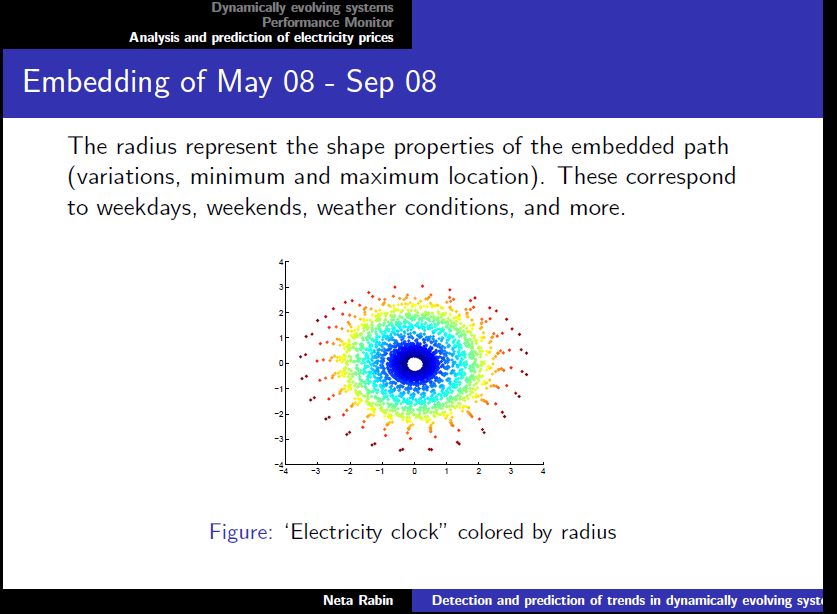 Dynamically evolving systems
Performance Monitor
Analysis and prediction of electricity prices
Embedding of May 08 - Sep 08
The radius represent the shape properties of the embedded path
(variations, minimum and maximum location). These correspond
to weekdays, weekends, weather conditions, and more.
4
3
2
1
0
−1
−2
−3
−4
−4 −3 −2 −1 0 1 2 3 4
Figure: ‘Electricity clock” colored by radius
Neta Rabin Detection and prediction of trends in dynamically evolving syst